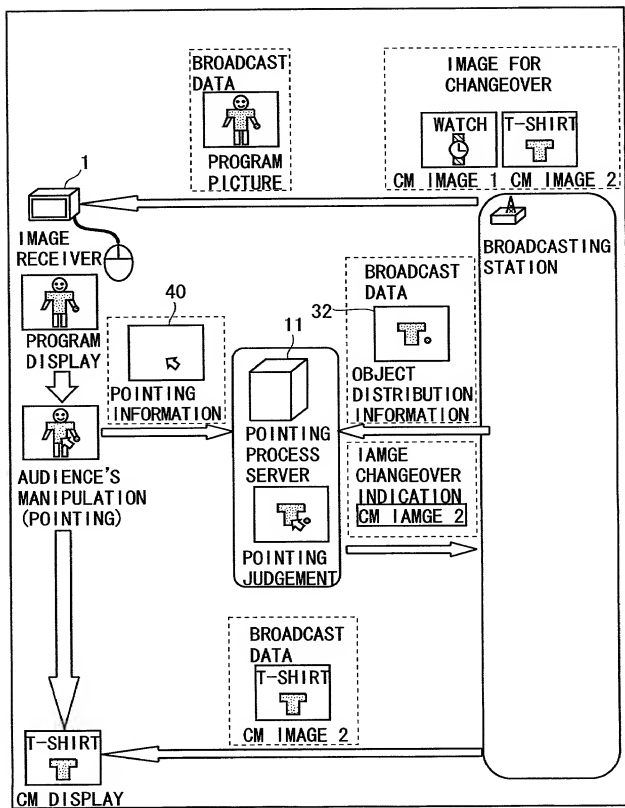 BROADCAST
DATA
PROGRAM
PICTURE
IMAGE FOR
CHANGEOVER
WATCH
T-SHIRT
CM IMAGE 1 CM IMAGE 2
1
IMAGE
RECEIVER
BROADCASTING
STATION
PROGRAM
DISPLAY
40
POINTING
INFORMATION
11
POINTING
PROCESS
SERVER
POINTING
JUDGEMENT
BROADCAST
DATA
32
OBJECT
DISTRIBUTION
INFORMATION
IAMGE
CHANGEOVER
INDICATION
CM IAMGE 2
AUDIENCE'S
MANIPULATION
(POINTING)
BROADCAST
DATA
T-SHIRT
CM IMAGE 2
T-SHIRT
CM DISPLAY